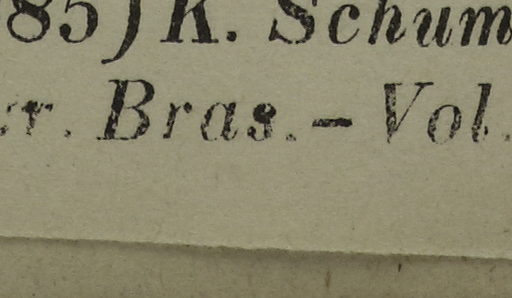 85) K. Schum
r. Bras. – Vol.